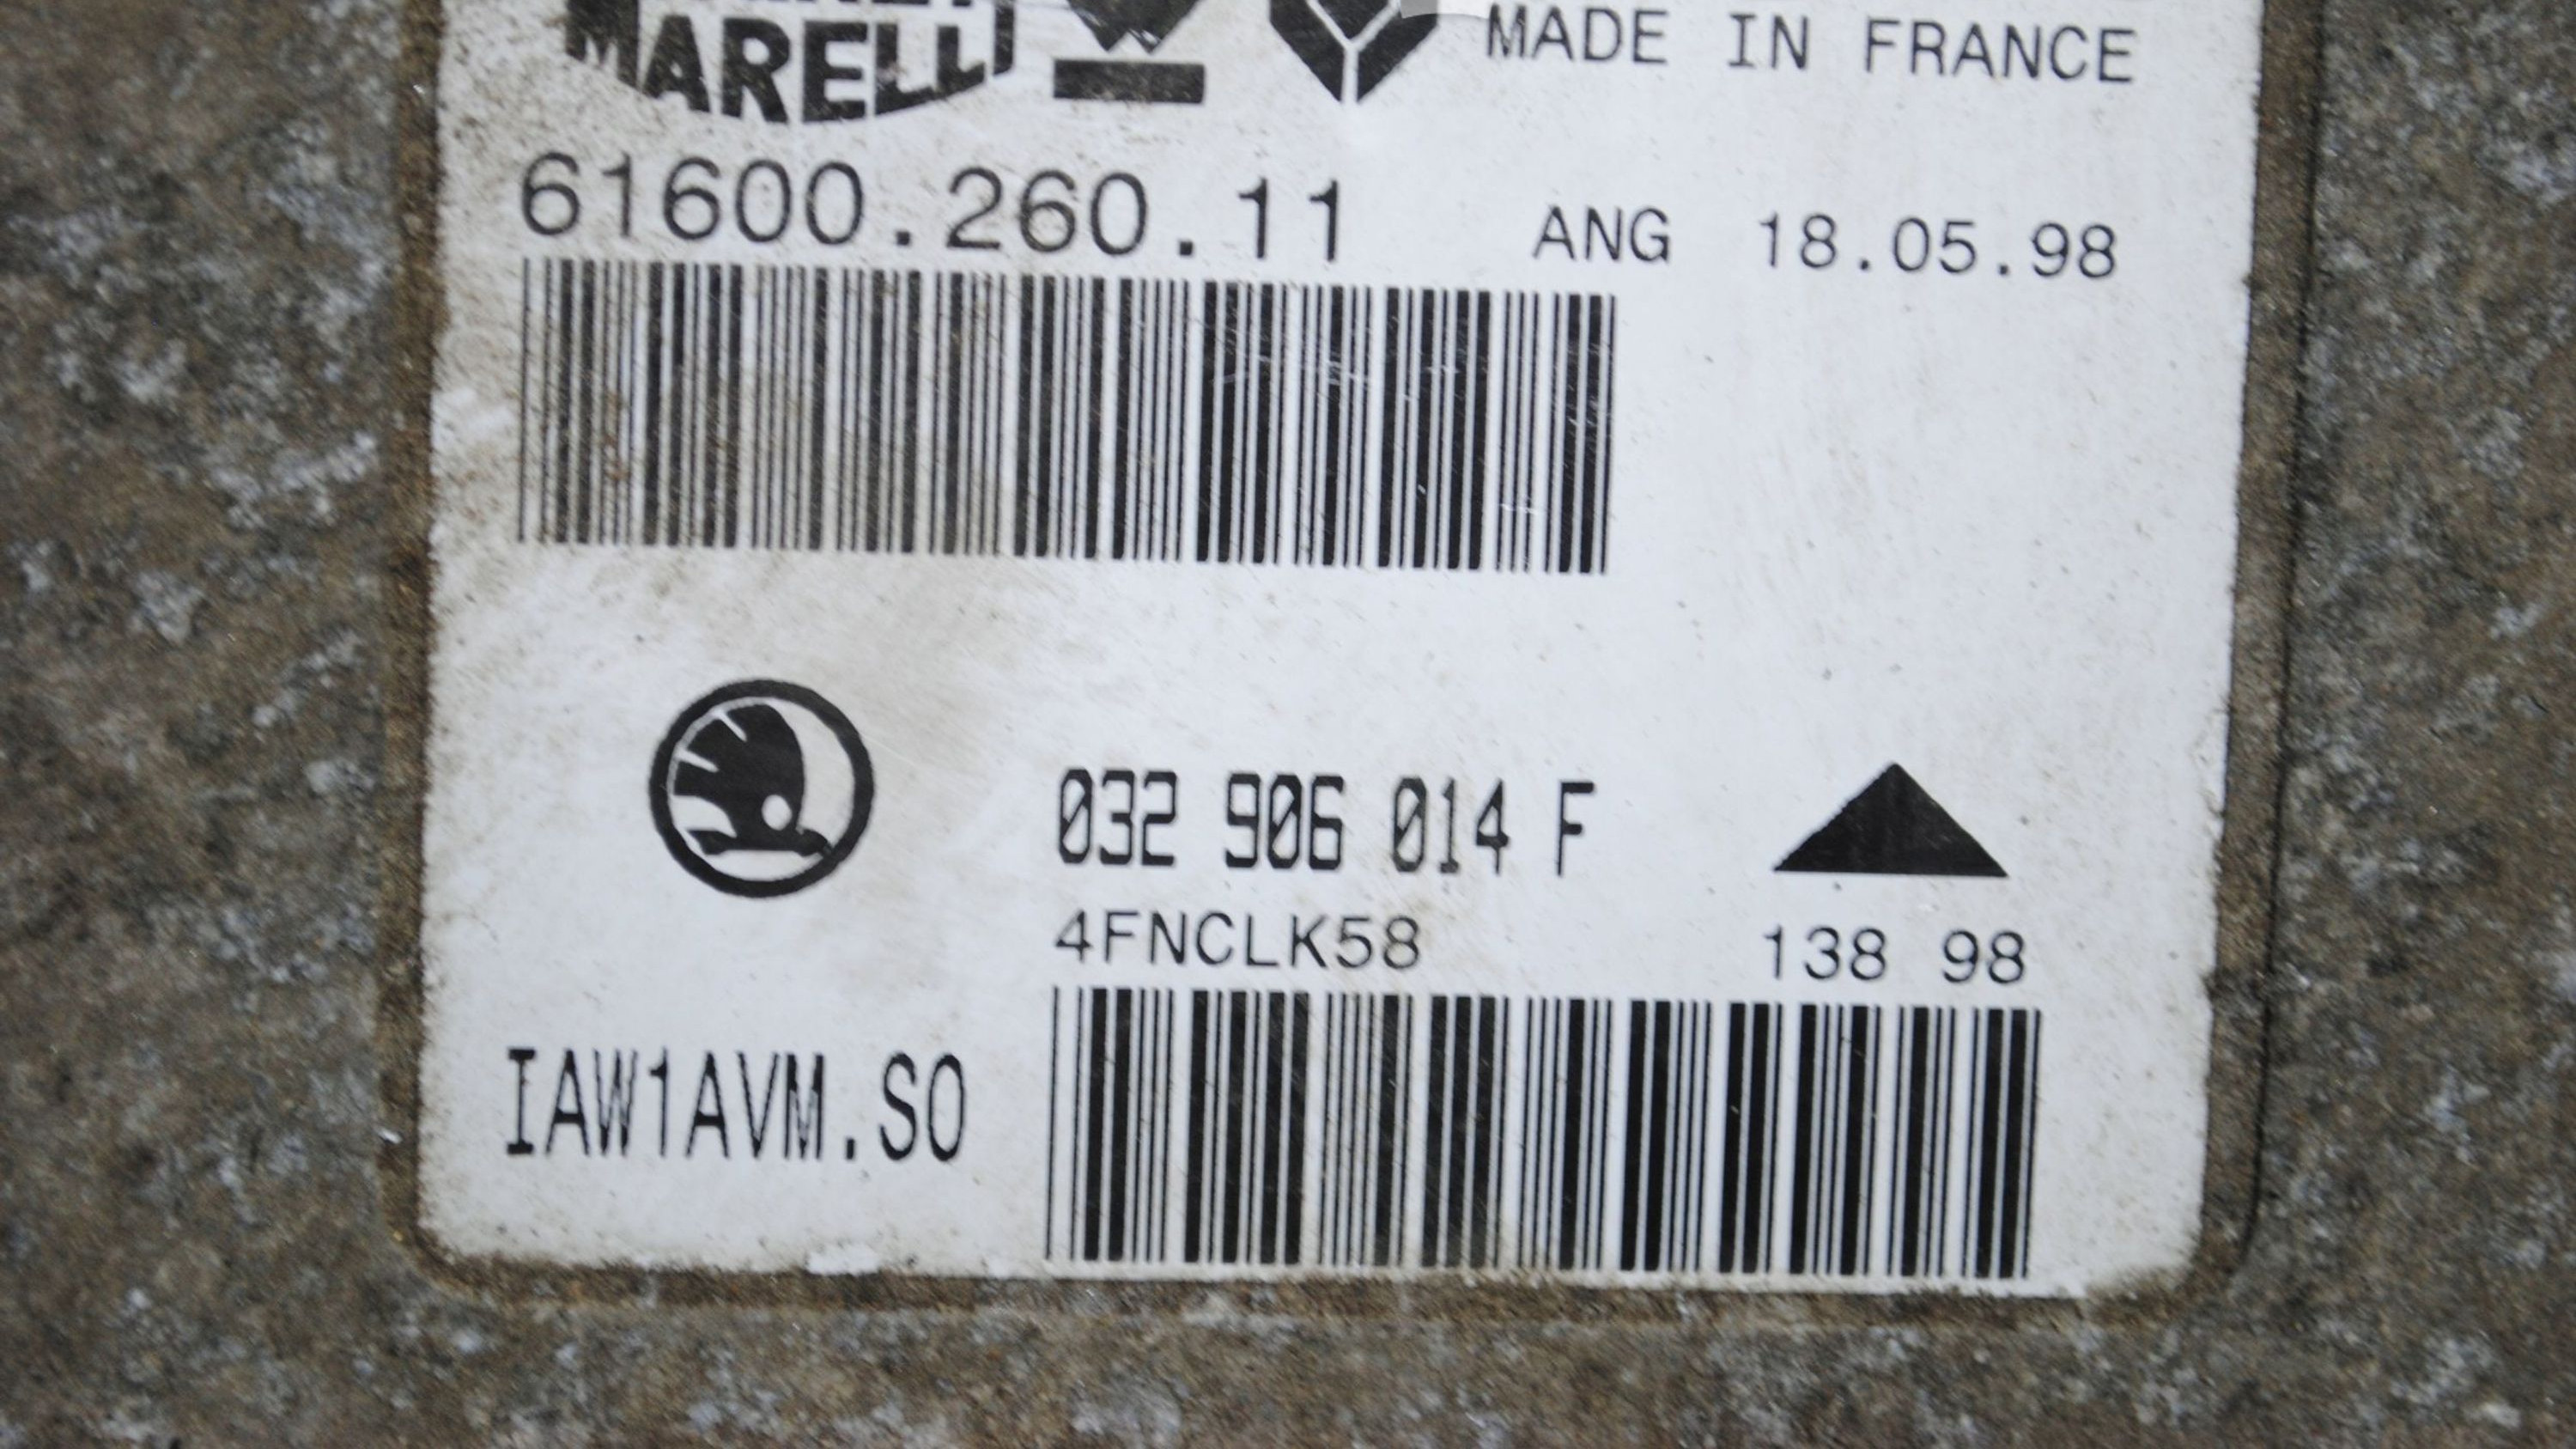 MARELLI
MADE IN FRANCE
61600.260.11 ANG 18.05.98
032 906 014 F
4FNCLK58 138 98
IAW1AVM.SO